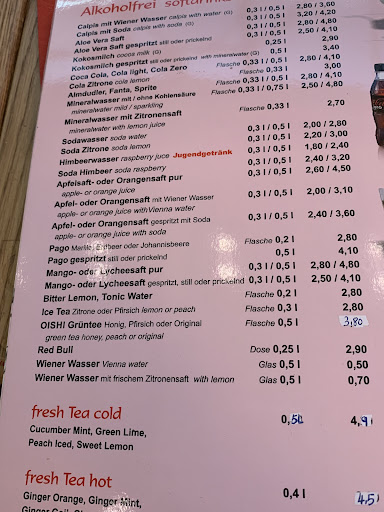 Alkoholfrei softdrinks
Calpis mit Wiener Wasser calpis with water (G) 0,3 l / 0,5 l 2,80 / 3,60
Calpis mit Soda calpis with soda (G) 0,3 l / 0,5 l 3,20 / 4,20
Aloe Vera Saft 0,3 l / 0,5 l 2,80 / 4,80
Aloe Vera Saft gespritzt still oder prickelnd 0,3 l / 0,5 l 2,50 / 4,10
Kokosmilch cocoa milk (G) 0,25 l 2,90
Kokosmilch gespritzt still oder prickelnd with mineralwater (G) 0,5 l 3,40
Coca Cola, Cola light, Cola Zero Flasche 0,33 l / 0,5 l 2,80 / 4,10
Cola Zitrone cola lemon Flasche 0,33 l 3,00
Almdudler, Fanta, Sprite Flasche 0,33 l / 0,5 l 2,80 / 4,10
Mineralwasser mit / ohne Kohlensäure Flasche 0,33 l / 0,75 l 2,50 / 4,80
mineralwater mild / sparkling
Mineralwasser mit Zitronensaft Flasche 0,33 l 2,70
mineralwater with lemon juice
Sodawasser soda water 0,3 l / 0,5 l 2,00 / 2,80
Soda Zitrone soda lemon 0,3 l / 0,5 l 2,20 / 3,00
Himbeerwasser raspberry juce Jugendgetränk 0,3 l / 0,5 l 1,80 / 2,40
Soda Himbeer soda raspberry 0,3 l / 0,5 l 2,40 / 3,20
Apfelsaft- oder Orangensaft pur 0,3 l / 0,5 l 2,60 / 4,50
apple- or orange juice
Apfel- oder Orangensaft mit Wiener Wasser 0,3 l / 0,5 l 2,00 / 3,10
apple- or orange juice with Vienna water
Apfel- oder Orangensaft gespritzt mit Soda 0,3 l / 0,5 l 2,40 / 3,60
apple- or orange juice with soda
Pago Marille, Erdbeer oder Johannisbeere Flasche 0,2 l 2,80
Pago gespritzt still oder prickelnd 0,5 l 4,10
Mango- oder Lycheesaft pur 0,3 l / 0,5 l 2,80 / 4,80
Mango- oder Lycheesaft gespritzt, still oder prickelnd 0,3 l / 0,5 l 2,50 / 4,10
Bitter Lemon, Tonic Water Flasche 0,2 l 2,80
Ice Tea Zitrone oder Pfirsich lemon or peach Flasche 0,3 l 2,80
OISHI Grüntee Honig, Pfirsich oder Original Flasche 0,5 l 3,80
green tea honey, peach or original
Red Bull Dose 0,25 l 2,90
Wiener Wasser Vienna water Glas 0,5 l 0,50
Wiener Wasser mit frischem Zitronensaft with lemon Glas 0,5 l 0,70
fresh Tea cold 0,50 4,91
Cucumber Mint, Green Lime,
Peach Iced, Sweet Lemon
fresh Tea hot 0,4 l 4,5
Ginger Orange, Ginger Mint,